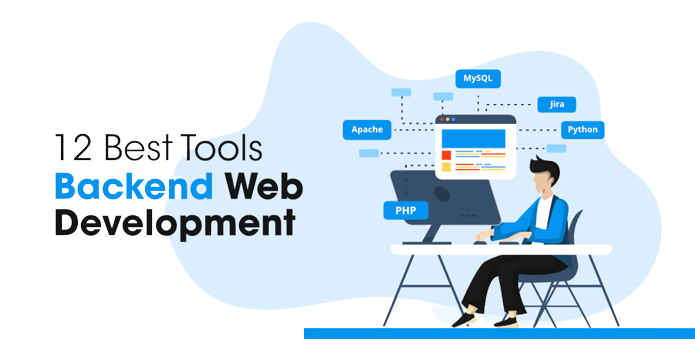 12 Best Tools
Backend Web
Development
MySQL
Jira
Apache
Python
PHP